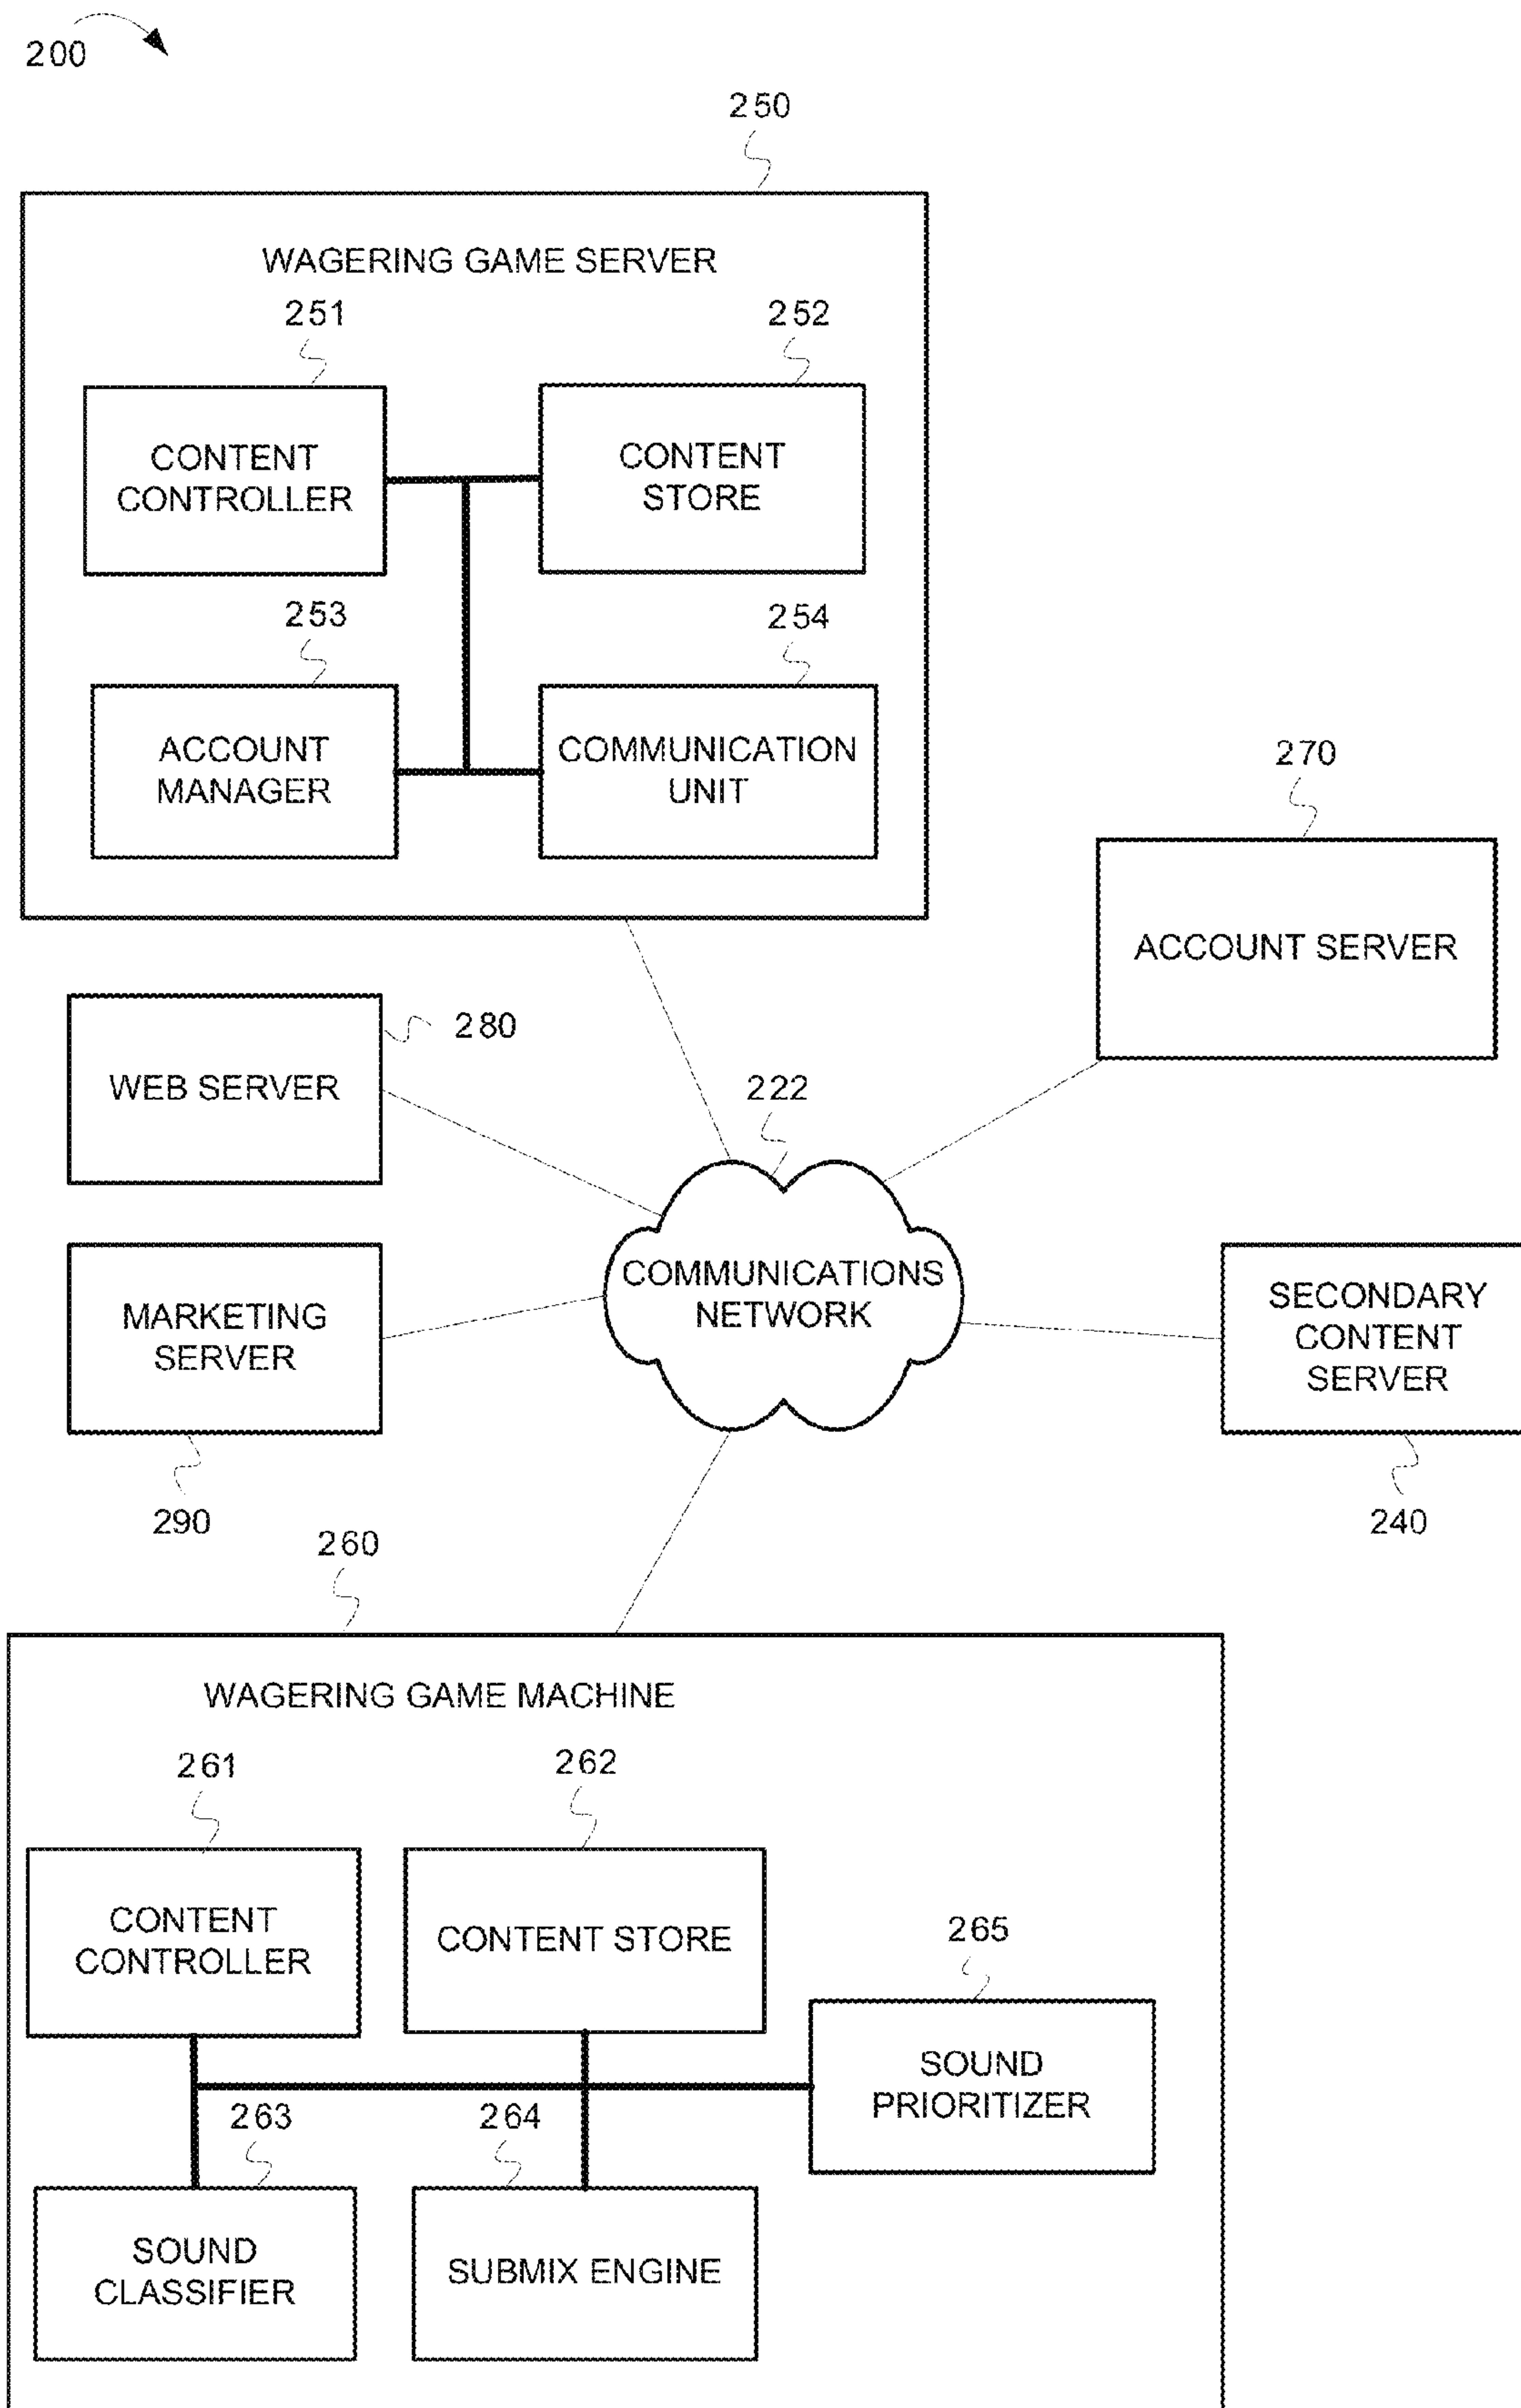 200
250
WAGERING GAME SERVER
251
252
CONTENT
CONTROLLER
CONTENT
STORE
253
254
ACCOUNT
MANAGER
COMMUNICATION
UNIT
270
ACCOUNT SERVER
280
WEB SERVER
222
COMMUNICATIONS
NETWORK
MARKETING
SERVER
SECONDARY
CONTENT
SERVER
290
240
260
WAGERING GAME MACHINE
261
262
CONTENT
CONTROLLER
CONTENT STORE
265
SOUND
PRIORITIZER
263
264
SOUND
CLASSIFIER
SUBMIX ENGINE